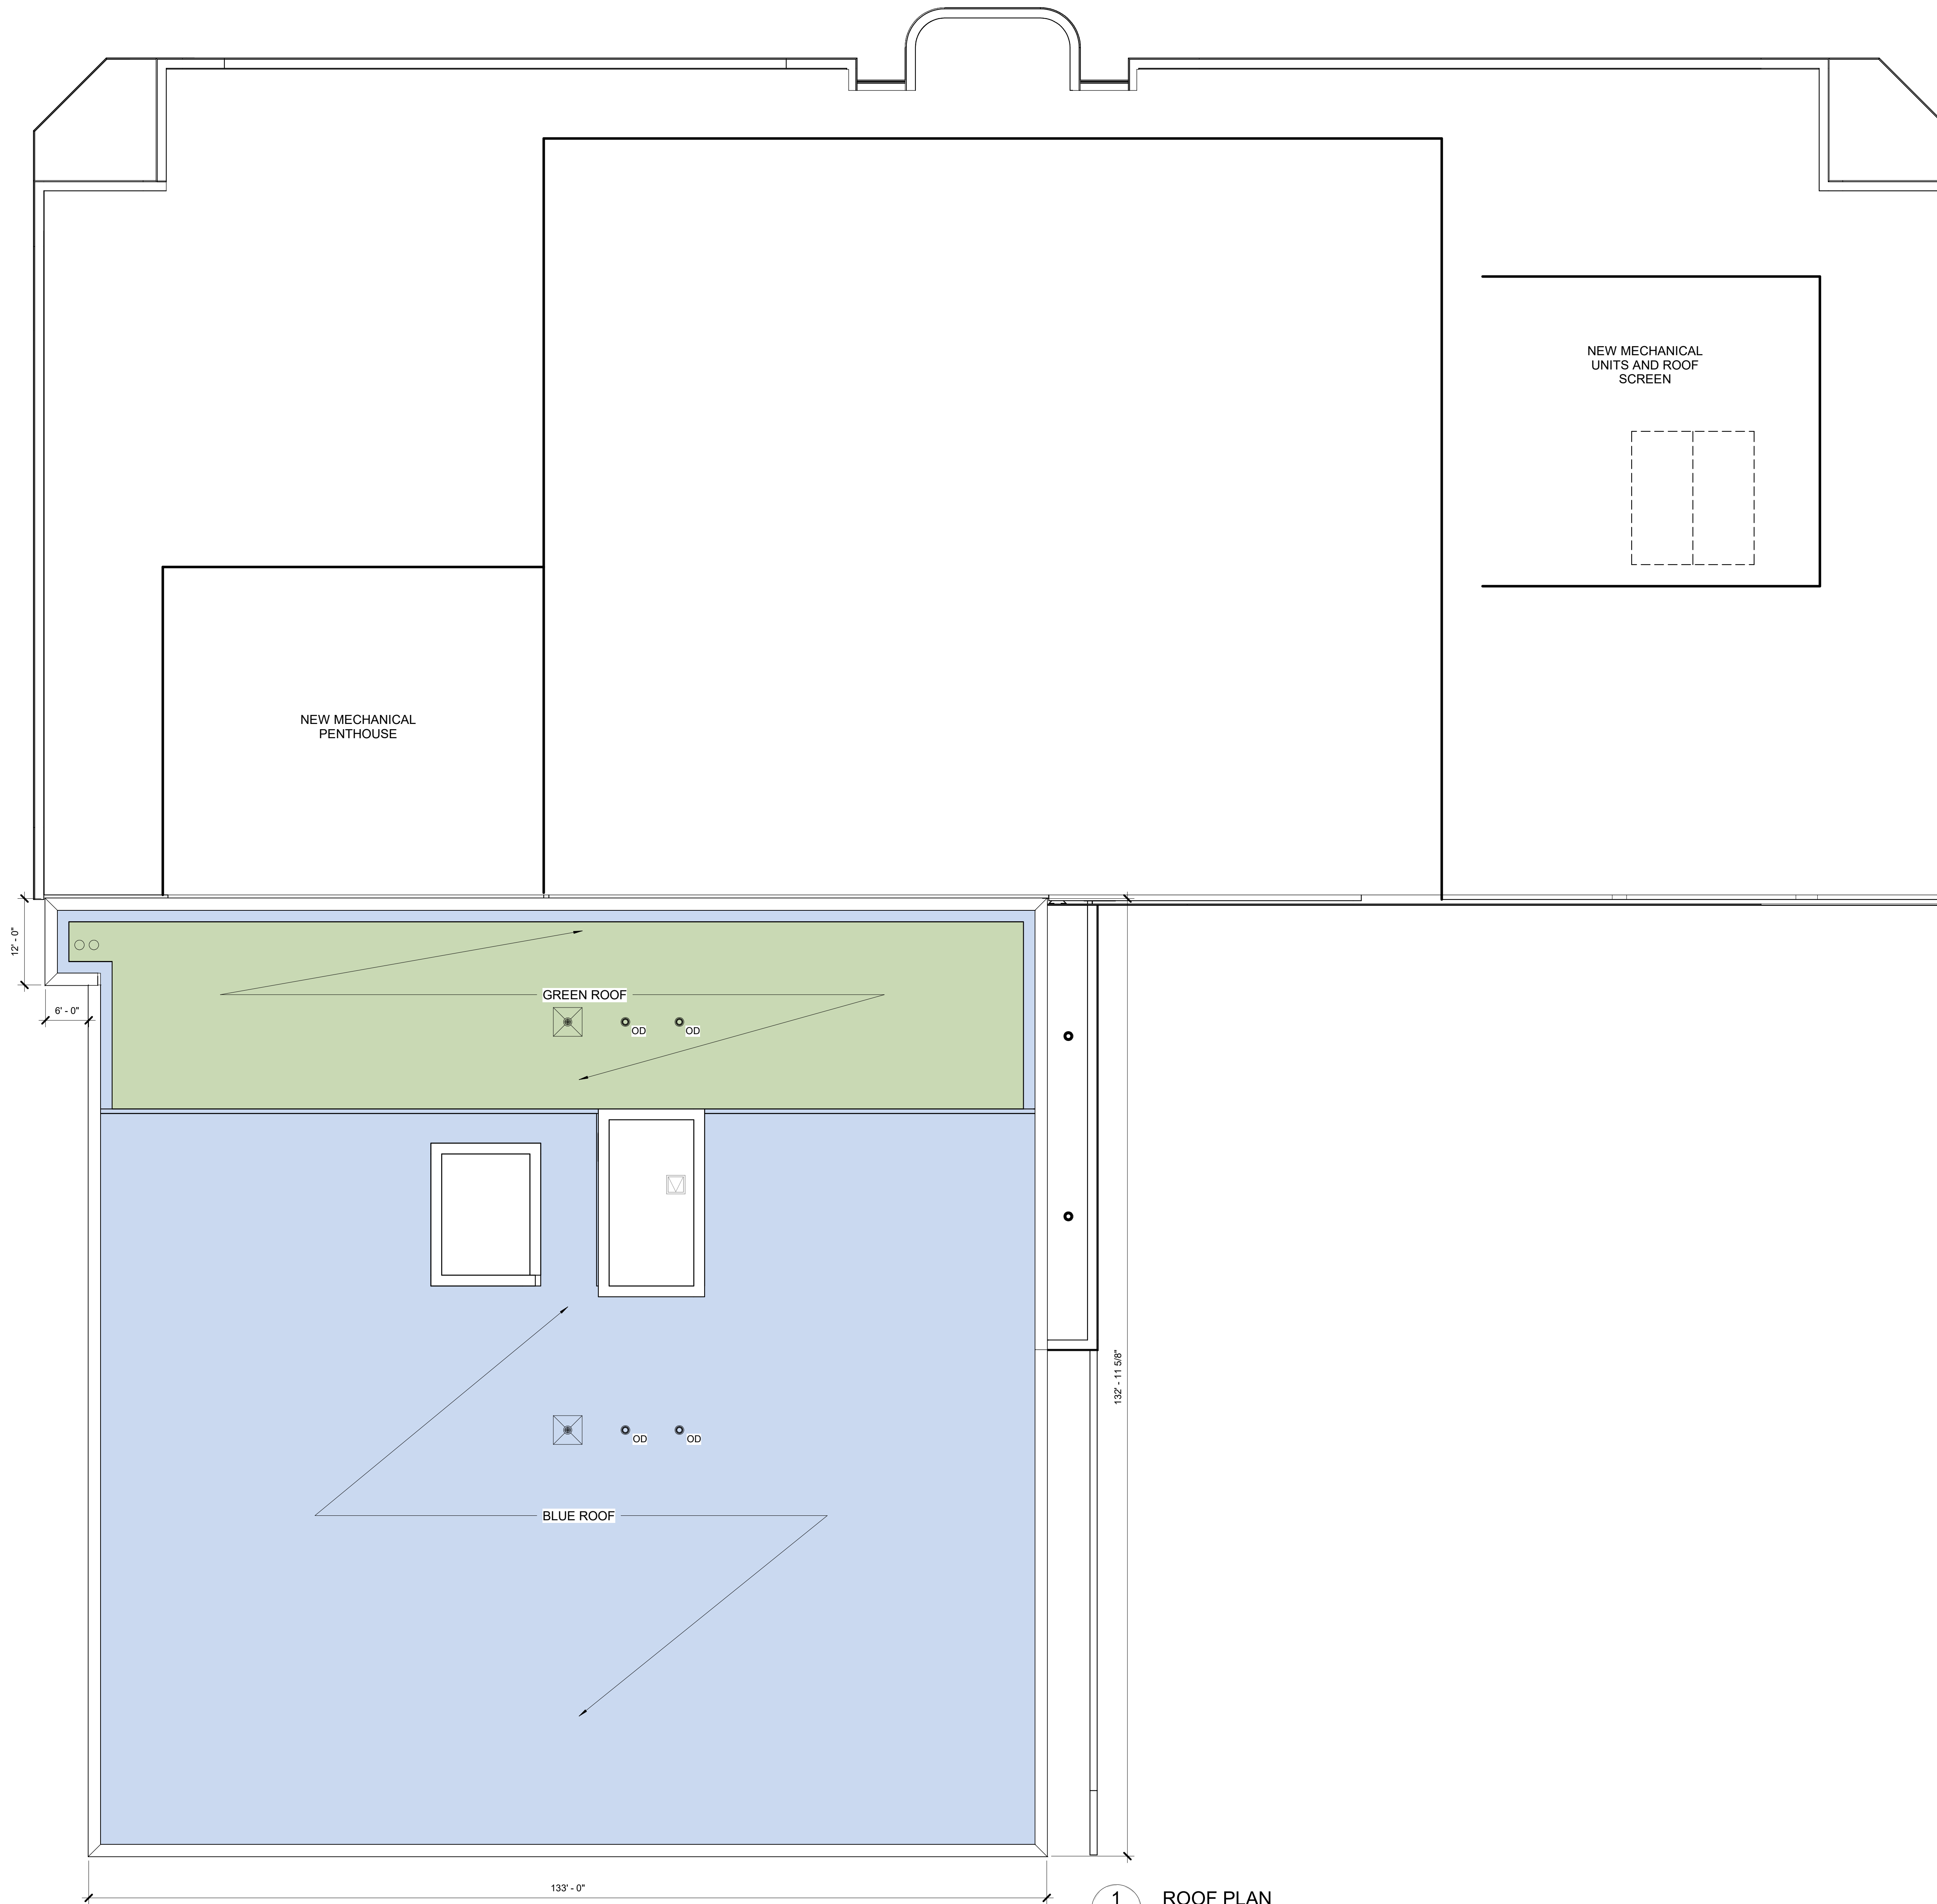 NEW MECHANICAL
UNITS AND ROOF
SCREEN
NEW MECHANICAL
PENTHOUSE
12' - 0"
6' - 0"
GREEN ROOF
OD
OD
132' - 11 5/8"
OD
OD
BLUE ROOF
133' - 0"
1
ROOF PLAN